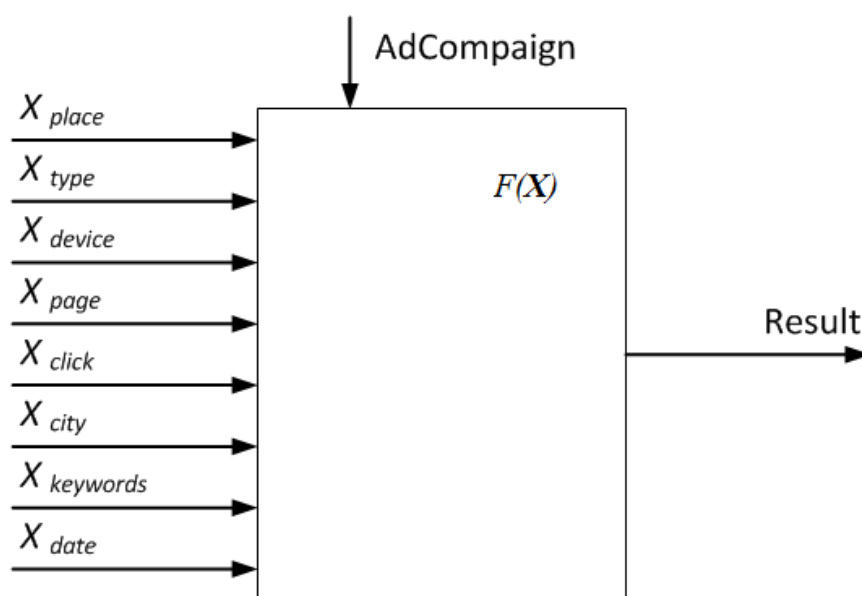 AdCompaign
X place
X type
F(X)
X device
X page
Result
X click
X city
X keywords
X date